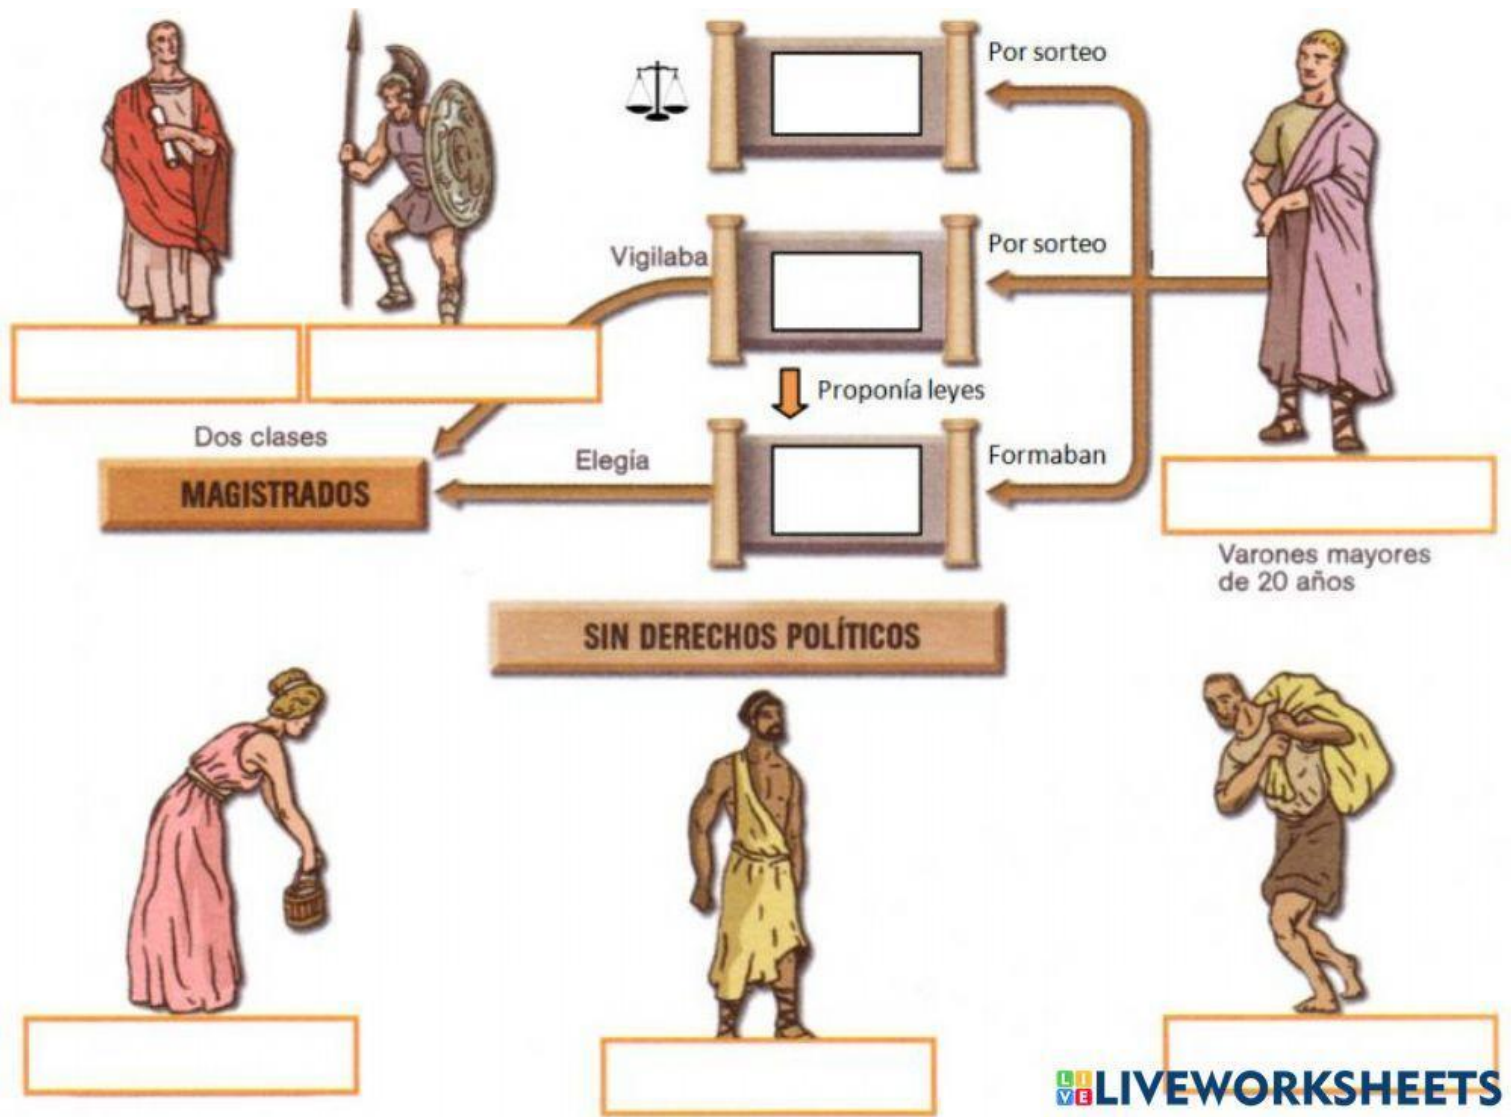 Por sorteo
Por sorteo
Vigilaba
Proponía leyes
Dos clases
Elegía
Formaban
MAGISTRADOS
Varones mayores
de 20 años
SIN DERECHOS POLÍTICOS
LIVE LIVEWORKSHEETS